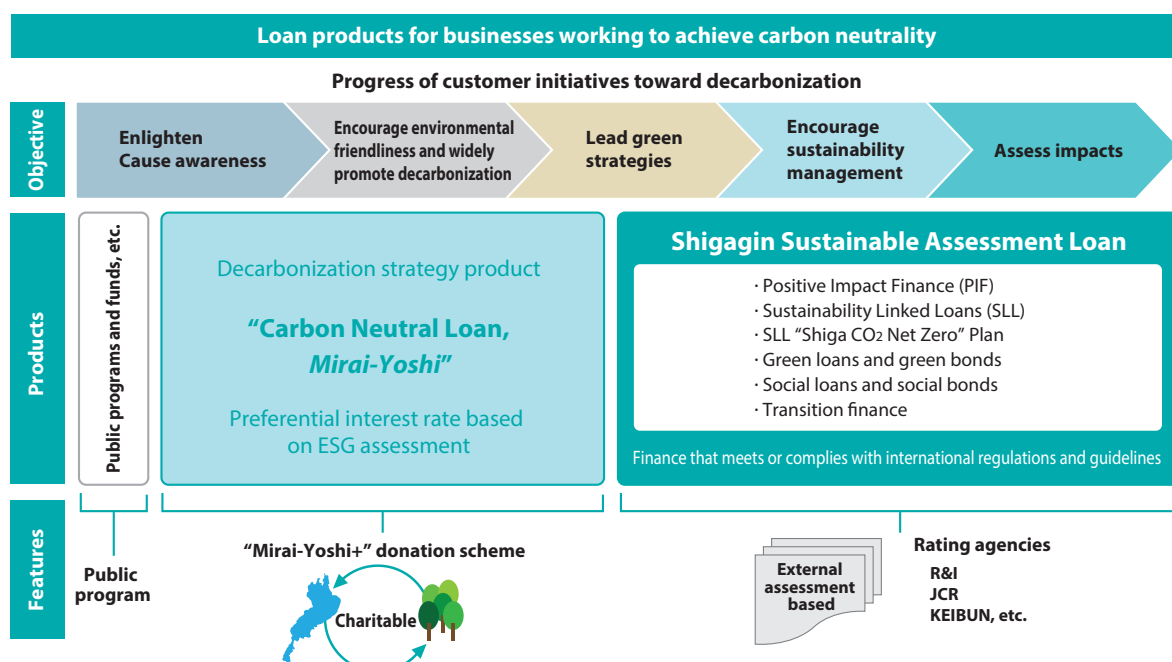 Loan products for businesses working to achieve carbon neutrality
Progress of customer initiatives toward decarbonization
Objective
Enlighten
Cause awareness
Encourage environmental
friendliness and widely
promote decarbonization
Lead green
strategies
Encourage
sustainability
management
Assess impacts
Products
Public programs and funds, etc.
Decarbonization strategy product
“Carbon Neutral Loan,
Mirai-Yoshi”
Preferential interest rate based
on ESG assessment
Shigagin Sustainable Assessment Loan
· Positive Impact Finance (PIF)
· Sustainability Linked Loans (SLL)
· SLL “Shiga CO2 Net Zero” Plan
· Green loans and green bonds
· Social loans and social bonds
· Transition finance
Finance that meets or complies with international regulations and guidelines
Features
Public
program
“Mirai-Yoshi+” donation scheme
Charitable
External
assessment
based
Rating agencies
R&I
JCR
KEIBUN, etc.